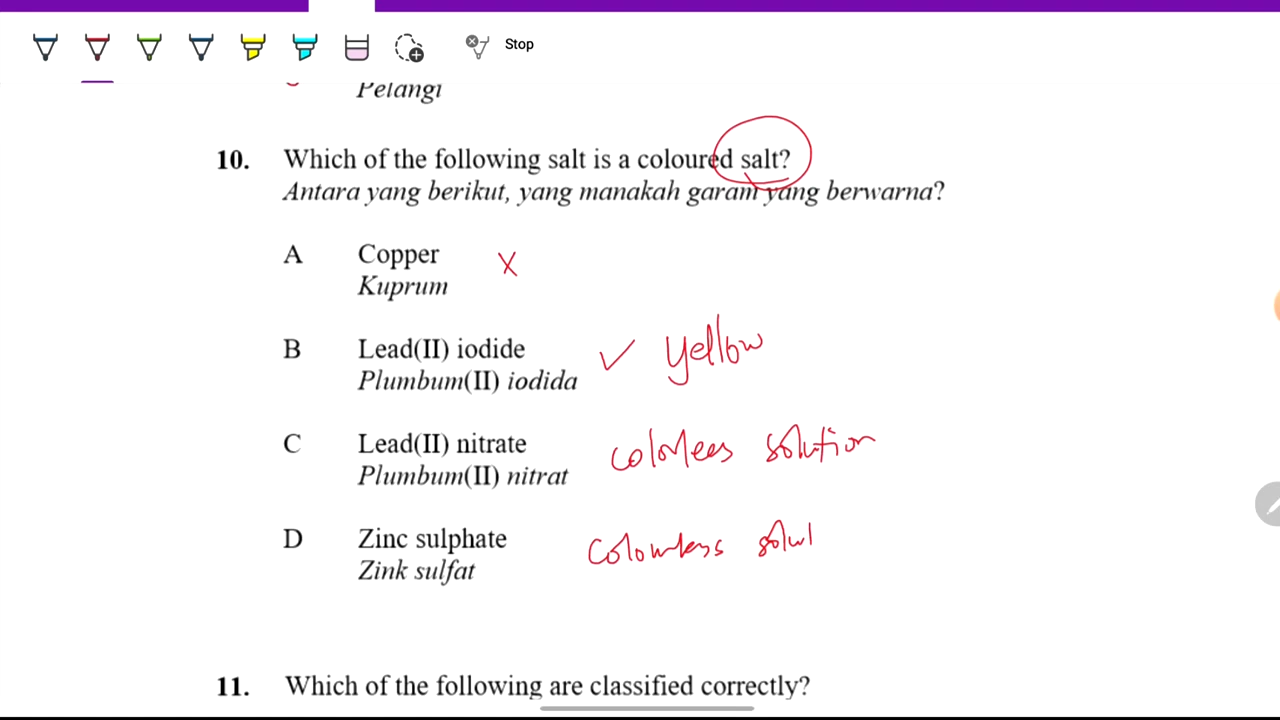 Stop
Pelangi
10. Which of the following salt is a coloured salt?
Antara yang berikut, yang manakah garam yang berwarna?
A Copper X
Kuprum
B Lead(II) iodide ✓ yellow
Plumbum(II) iodida
C Lead(II) nitrate colorless solution
Plumbum(II) nitrat
D Zinc sulphate colourless solut
Zink sulfat
11. Which of the following are classified correctly?